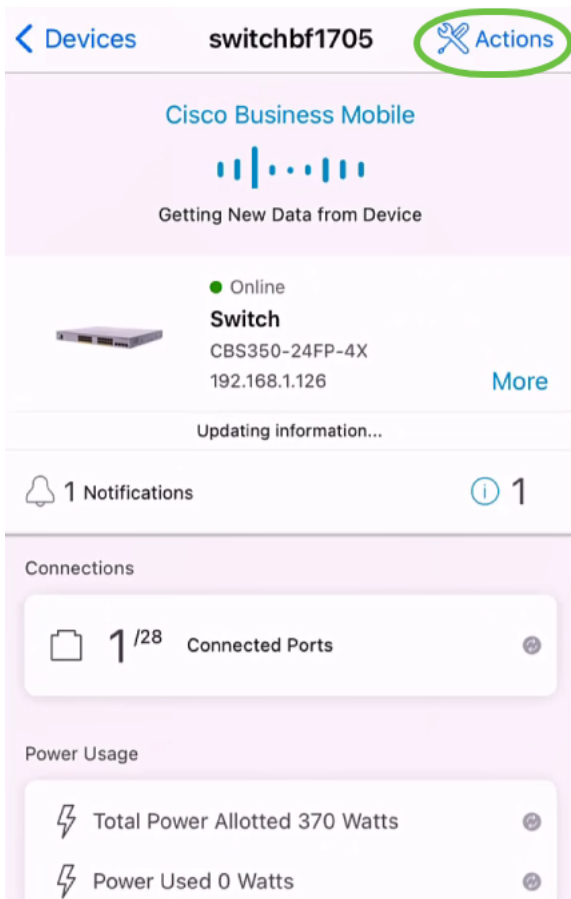 Devices switchbf1705 Actions
Cisco Business Mobile
Getting New Data from Device
Online
Switch
CBS350-24FP-4X
192.168.1.126 More
Updating information...
1 Notifications 1
Connections
1/28 Connected Ports
Power Usage
Total Power Allotted 370 Watts
Power Used 0 Watts